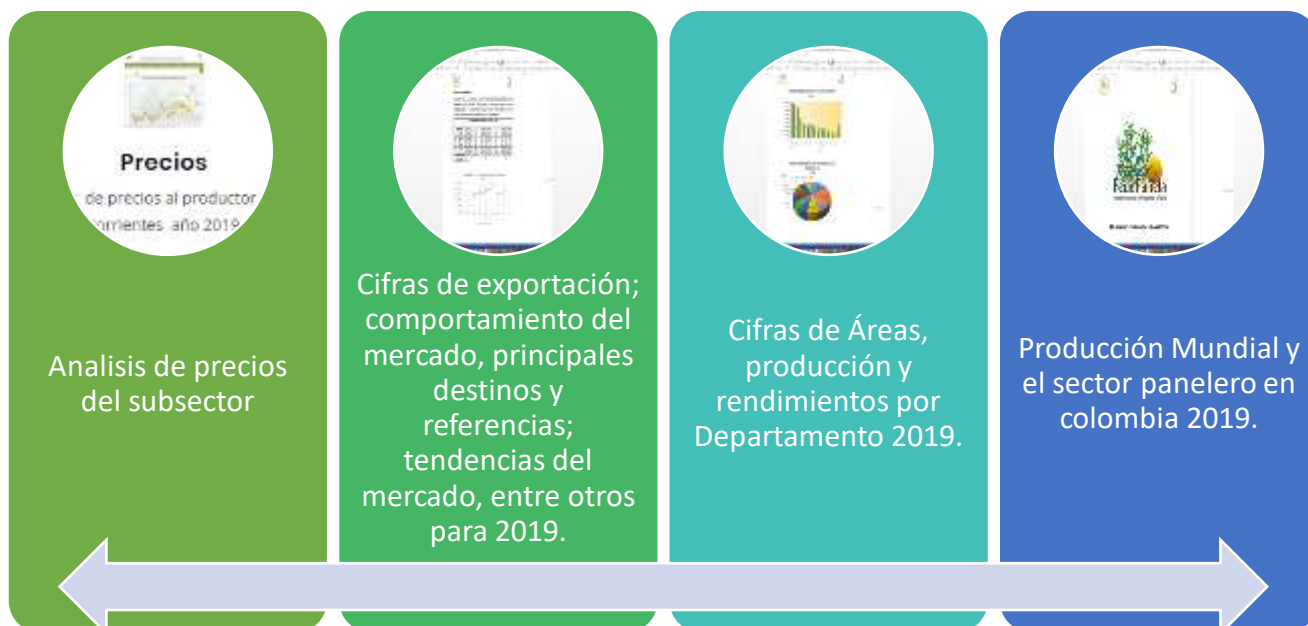 Precios
de precios al productor
corrientes año 2019
Analisis de precios
del subsector
Cifras de exportación;
comportamiento del
mercado, principales
destinos y
referencias;
tendencias del
mercado, entre otros
para 2019.
Cifras de Áreas,
producción y
rendimientos por
Departamento 2019.
Producción Mundial y
el sector panelero en
colombia 2019.